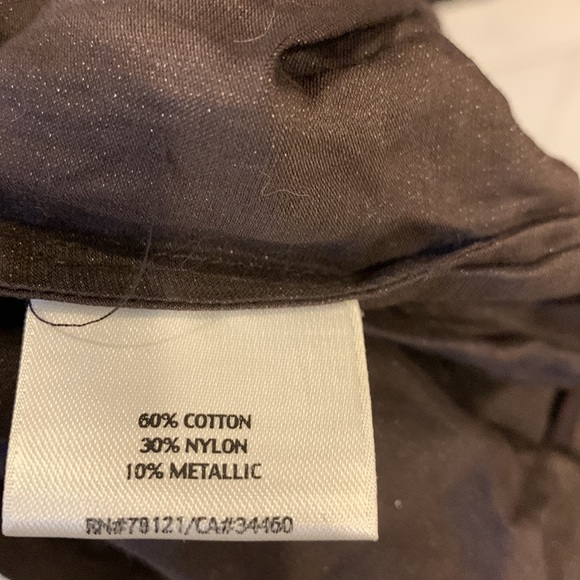 60% COTTON
30% NYLON
10% METALLIC
RN#79121/CA#34460